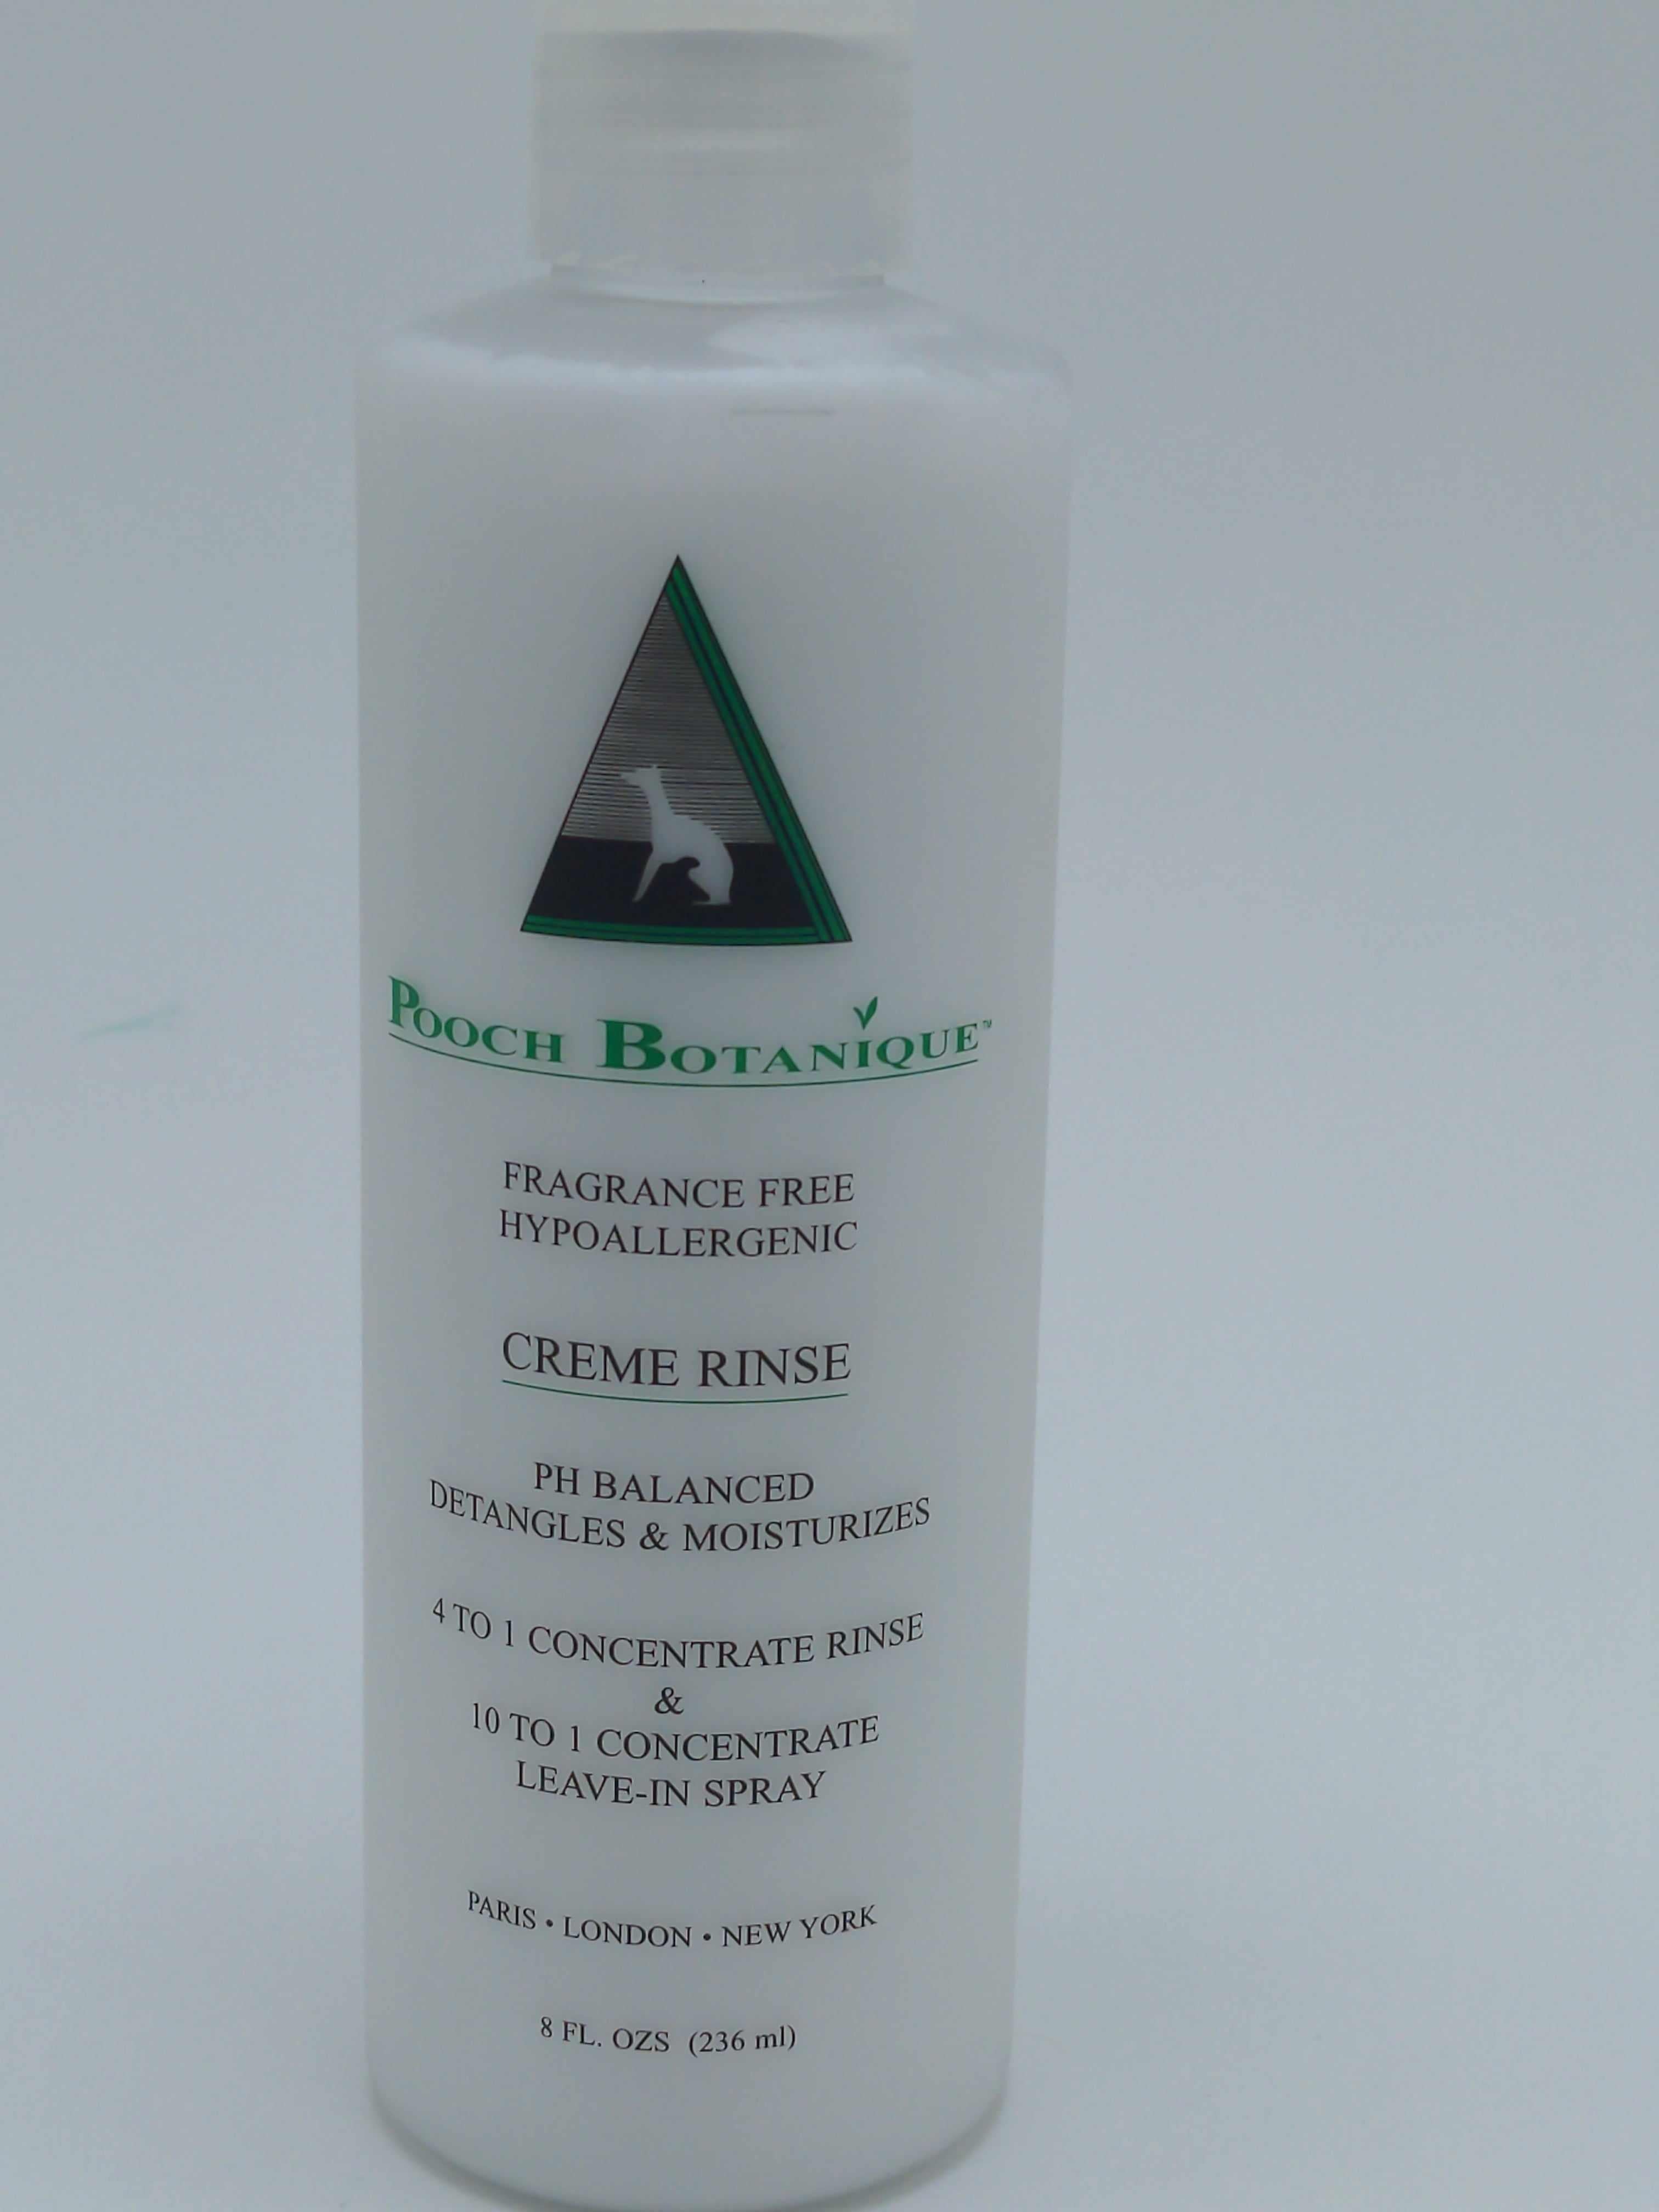 POOCH BOTANIQUE™
FRAGRANCE FREE
HYPOALLERGENIC
CREME RINSE
PH BALANCED
DETANGLES & MOISTURIZES
4 TO 1 CONCENTRATE RINSE
&
10 TO 1 CONCENTRATE
LEAVE-IN SPRAY
PARIS • LONDON • NEW YORK
8 FL. OZS (236 ml)